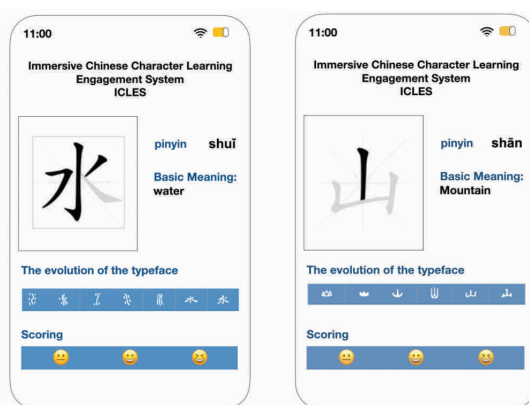 11:00
Immersive Chinese Character Learning
Engagement System
ICLES
水
pinyin shuǐ
Basic Meaning:
water
The evolution of the typeface
Scoring
11:00
Immersive Chinese Character Learning
Engagement System
ICLES
山
pinyin shān
Basic Meaning:
Mountain
The evolution of the typeface
Scoring